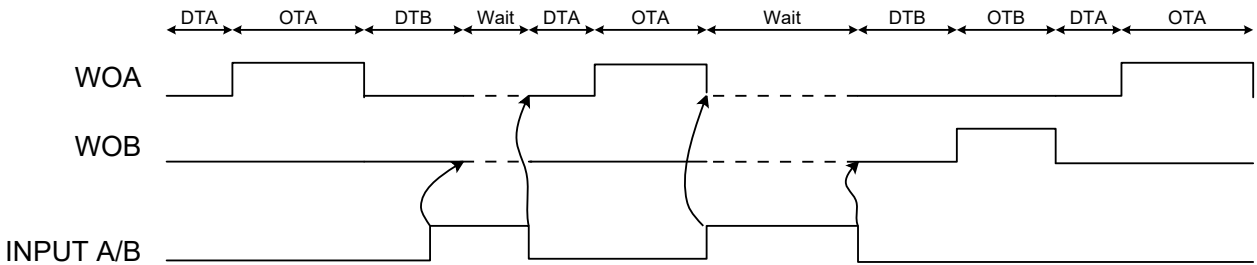 DTA OTA DTB Wait DTA OTA Wait DTB OTB DTA OTA
WOA
WOB
INPUT A/B